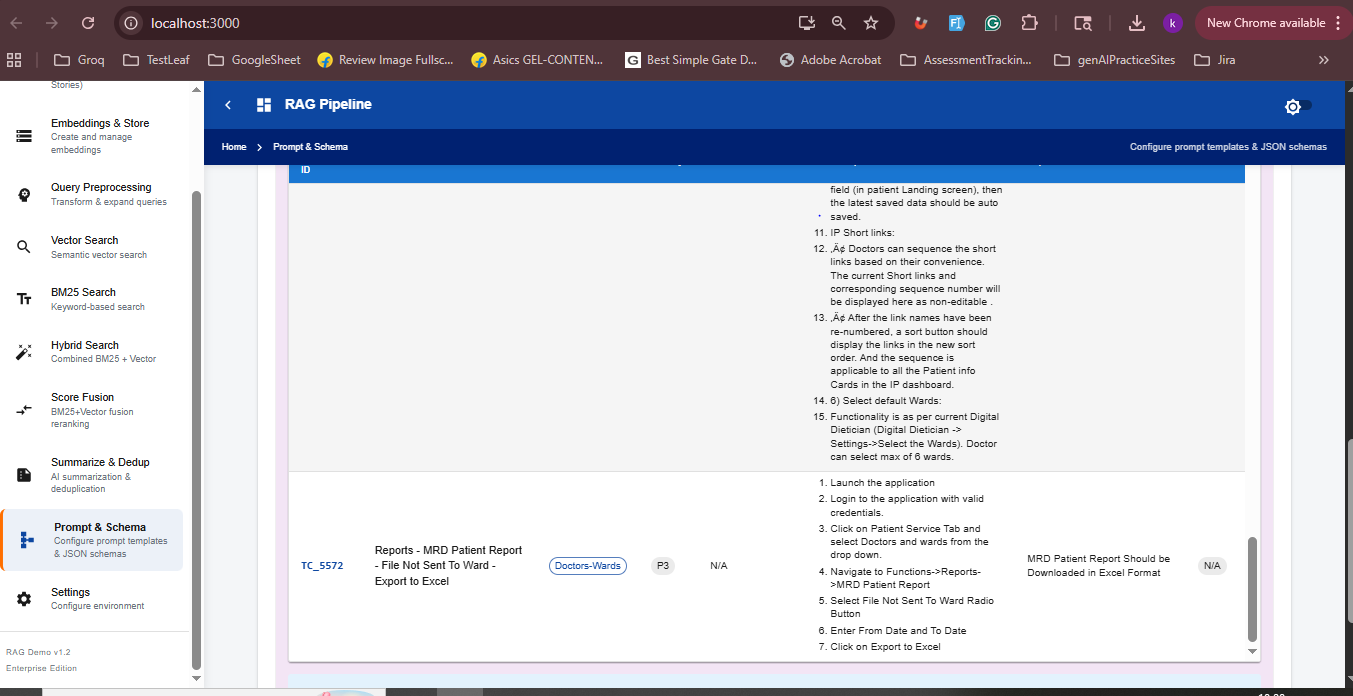 localhost:3000
New Chrome available
Groq
TestLeaf
GoogleSheet
Review Image Fullsc...
Asics GEL-CONTEN...
Best Simple Gate D...
Adobe Acrobat
AssessmentTrackin...
genAIPracticeSites
Jira
Stories)
Embeddings & Store
Create and manage
embeddings
Query Preprocessing
Transform & expand queries
Vector Search
Semantic vector search
BM25 Search
Keyword-based search
Hybrid Search
Combined BM25 + Vector
Score Fusion
BM25+Vector fusion
reranking
Summarize & Dedup
AI summarization &
deduplication
Prompt & Schema
Configure prompt templates
& JSON schemas
Settings
Configure environment
RAG Demo v1.2
Enterprise Edition
RAG Pipeline
Home > Prompt & Schema
Configure prompt templates & JSON schemas
ID
field (in patient Landing screen), then
the latest saved data should be auto
saved.
11. IP Short links:
12. ‚Ä¢ Doctors can sequence the short
links based on their convenience.
The current Short links and
corresponding sequence number will
be displayed here as non-editable .
13. ‚Ä¢ After the link names have been
re-numbered, a sort button should
display the links in the new sort
order. And the sequence is
applicable to all the Patient info
Cards in the IP dashboard.
14. 6) Select default Wards:
15. Functionality is as per current Digital
Dietician (Digital Dietician ->
Settings->Select the Wards). Doctor
can select max of 6 wards.
TC_5572
Reports - MRD Patient Report
- File Not Sent To Ward -
Export to Excel
Doctors-Wards
P3
N/A
1. Launch the application
2. Login to the application with valid
credentials.
3. Click on Patient Service Tab and
select Doctors and wards from the
drop down.
4. Navigate to Functions->Reports-
>MRD Patient Report
5. Select File Not Sent To Ward Radio
Button
6. Enter From Date and To Date
7. Click on Export to Excel
MRD Patient Report Should be
Downloaded in Excel Format
N/A